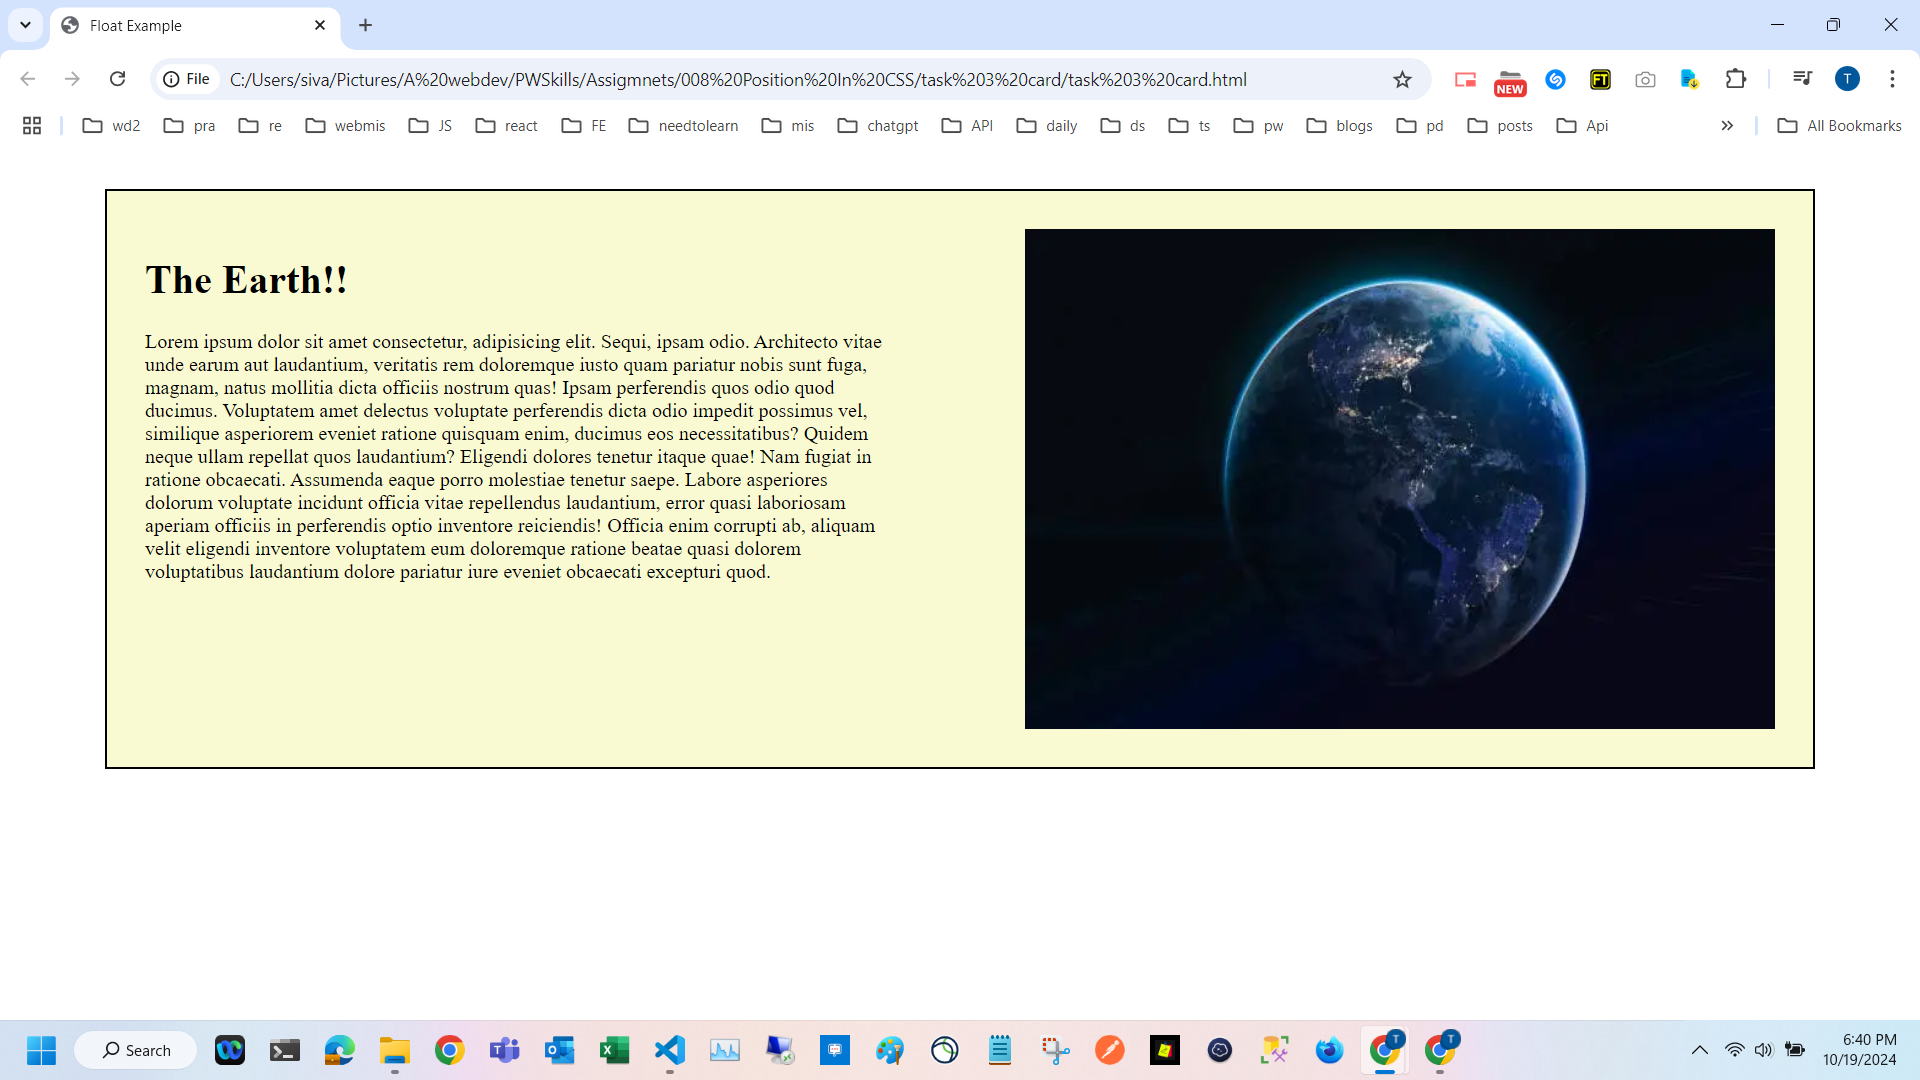 Float Example
File
C:/Users/siva/Pictures/A%20webdev/PWSkills/Assigmnets/008%20Position%20In%20CSS/task%203%20card/task%203%20card.html
NEW
FT
T
wd2 pra re webmis JS react FE needtolearn mis chatgpt API daily ds ts pw blogs pd posts Api All Bookmarks
The Earth!!
Lorem ipsum dolor sit amet consectetur, adipisicing elit. Sequi, ipsam odio. Architecto vitae
unde earum aut laudantium, veritatis rem doloremque iusto quam pariatur nobis sunt fuga,
magnam, natus mollitia dicta officiis nostrum quas! Ipsam perferendis quos odio quod
ducimus. Voluptatem amet delectus voluptate perferendis dicta odio impedit possimus vel,
similique asperiorem eveniet ratione quisquam enim, ducimus eos necessitatibus? Quidem
neque ullam repellat quos laudantium? Eligendi dolores tenetur itaque quae! Nam fugiat in
ratione obcaecati. Assumenda eaque porro molestiae tenetur saepe. Labore asperiores
dolorum voluptate incidunt officia vitae repellendus laudantium, error quasi laboriosam
aperiam officiis in perferendis optio inventore reiciendis! Officia enim corrupti ab, aliquam
velit eligendi inventore voluptatem eum doloremque ratione beatae quasi dolorem
voluptatibus laudantium dolore pariatur iure eveniet obcaecati excepturi quod.
Search
T
T
6:40 PM
10/19/2024